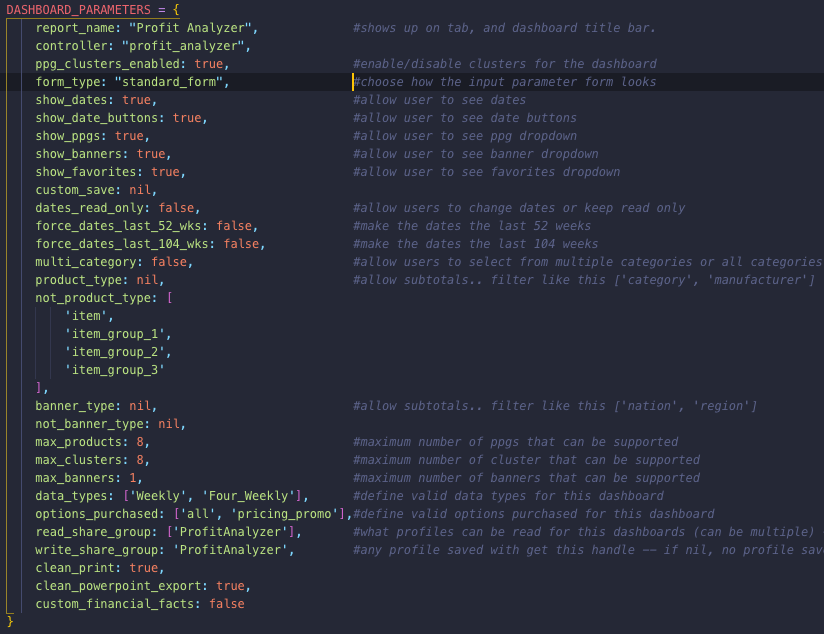 DASHBOARD_PARAMETERS = {
report_name: "Profit Analyzer", #shows up on tab, and dashboard title bar.
controller: "profit_analyzer",
ppg_clusters_enabled: true, #enable/disable clusters for the dashboard
form_type: "standard_form", #choose how the input parameter form looks
show_dates: true, #allow user to see dates
show_date_buttons: true, #allow user to see date buttons
show_ppgs: true, #allow user to see ppg dropdown
show_banners: true, #allow user to see banner dropdown
show_favorites: true, #allow user to see favorites dropdown
custom_save: nil,
dates_read_only: false, #allow users to change dates or keep read only
force_dates_last_52_wks: false, #make the dates the last 52 weeks
force_dates_last_104_wks: false, #make the dates the last 104 weeks
multi_category: false, #allow users to select from multiple categories or all categories
product_type: nil, #allow subtotals.. filter like this ['category', 'manufacturer']
not_product_type: [
'item',
'item_group_1',
'item_group_2',
'item_group_3'
],
banner_type: nil, #allow subtotals.. filter like this ['nation', 'region']
not_banner_type: nil,
max_products: 8, #maximum number of ppgs that can be supported
max_clusters: 8, #maximum number of cluster that can be supported
max_banners: 1, #maximum number of banners that can be supported
data_types: ['Weekly', 'Four_Weekly'], #define valid data types for this dashboard
options_purchased: ['all', 'pricing_promo'],#define valid options purchased for this dashboard
read_share_group: ['ProfitAnalyzer'], #what profiles can be read for this dashboards (can be multiple)
write_share_group: 'ProfitAnalyzer', #any profile saved with get this handle -- if nil, no profile sav
clean_print: true,
clean_powerpoint_export: true,
custom_financial_facts: false
}